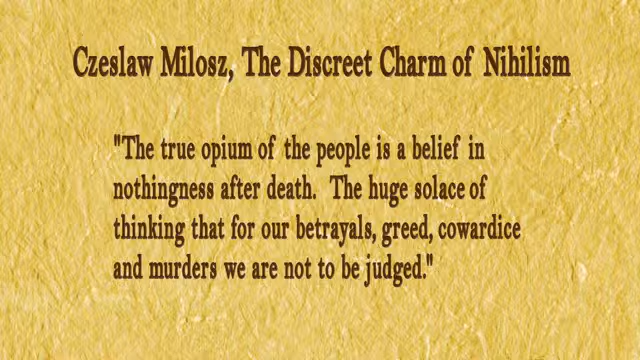 Czeslaw Milosz, The Discreet Charm of Nihilism
"The true opium of the people is a belief in
nothingness after death. The huge solace of
thinking that for our betrayals, greed, cowardice
and murders we are not to be judged."